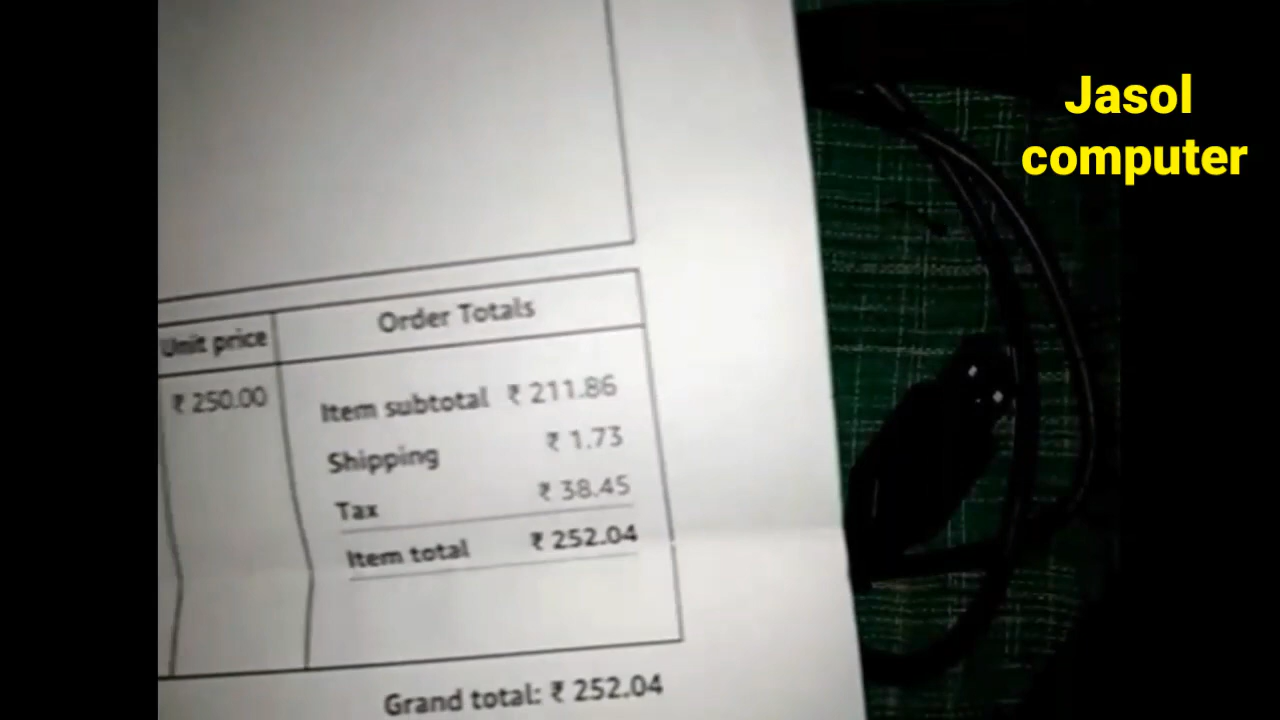 Jasol
computer
Unit price
Order Totals
₹ 250.00
Item subtotal ₹ 211.86
Shipping ₹ 1.73
Tax ₹ 38.45
Item total ₹ 252.04
Grand total: ₹ 252.04